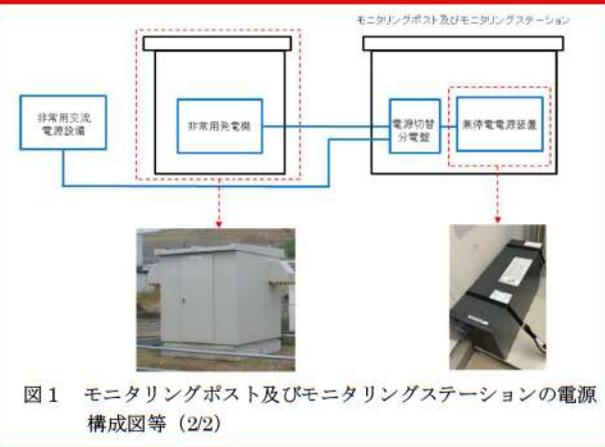 モニタリングポスト及びモニタリングステーション
非常用交流
電源設備
非常用発電機
電源切替
分電盤
無停電電源装置
図1 モニタリングポスト及びモニタリングステーションの電源
構成図等（2/2）